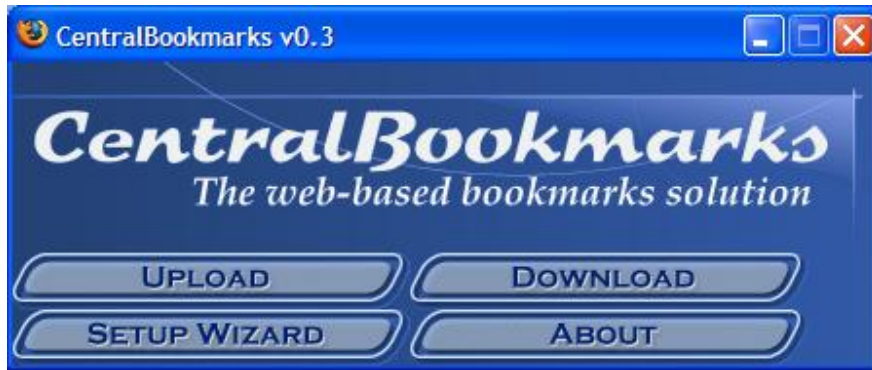 CentralBookmarks v0.3
CentralBookmarks
The web-based bookmarks solution
UPLOAD DOWNLOAD
SETUP WIZARD ABOUT